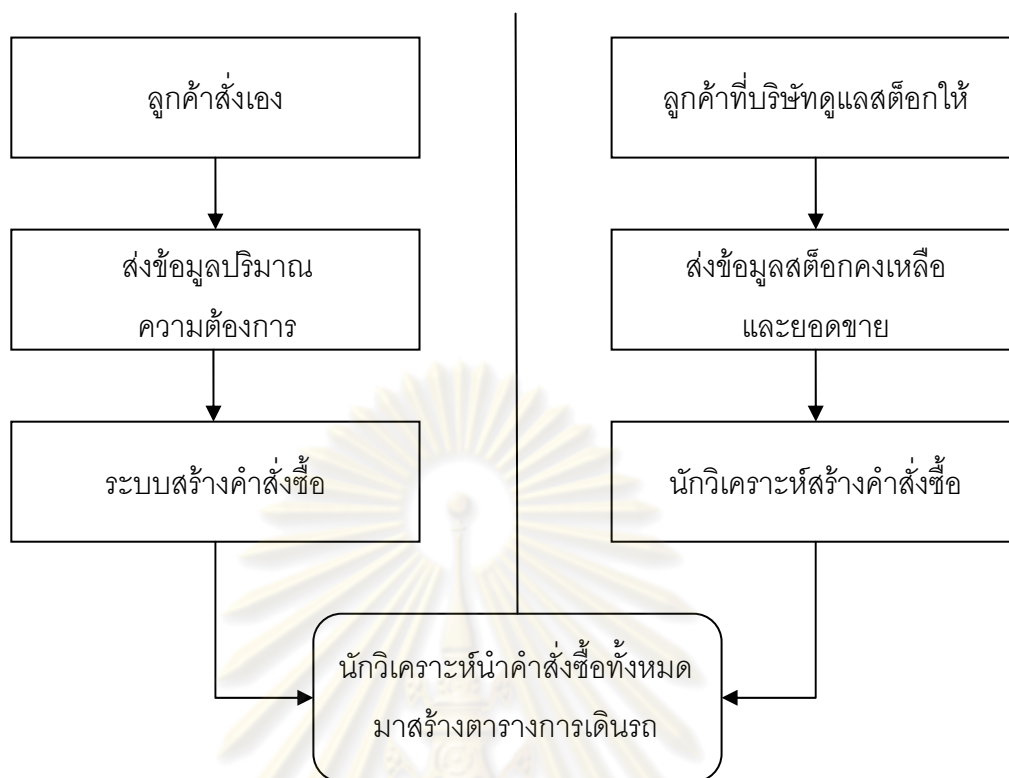 ลูกค้าสั่งเอง
ลูกค้าที่บริษัทดูแลสต็อกให้
ส่งข้อมูลปริมาณ
ความต้องการ
ส่งข้อมูลสต็อกคงเหลือ
และยอดขาย
ระบบสร้างคำสั่งซื้อ
นักวิเคราะห์สร้างคำสั่งซื้อ
นักวิเคราะห์นำคำสั่งซื้อทั้งหมด
มาสร้างตารางการเดินรถ